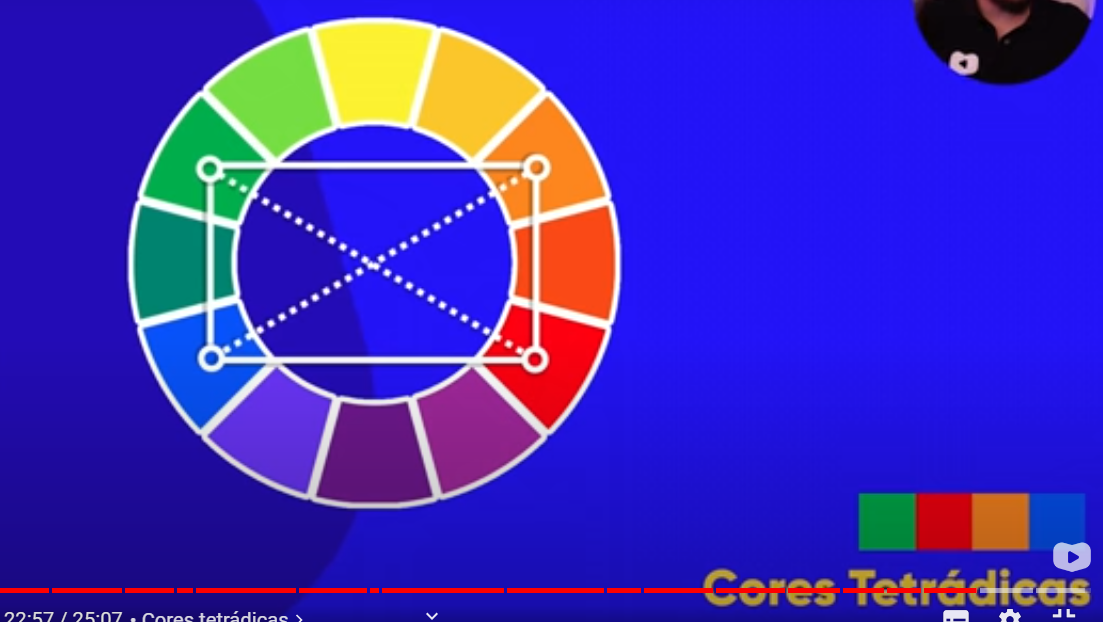 Cores Tetrádicas
22:57 / 25:07 • Cores tetrádicas >